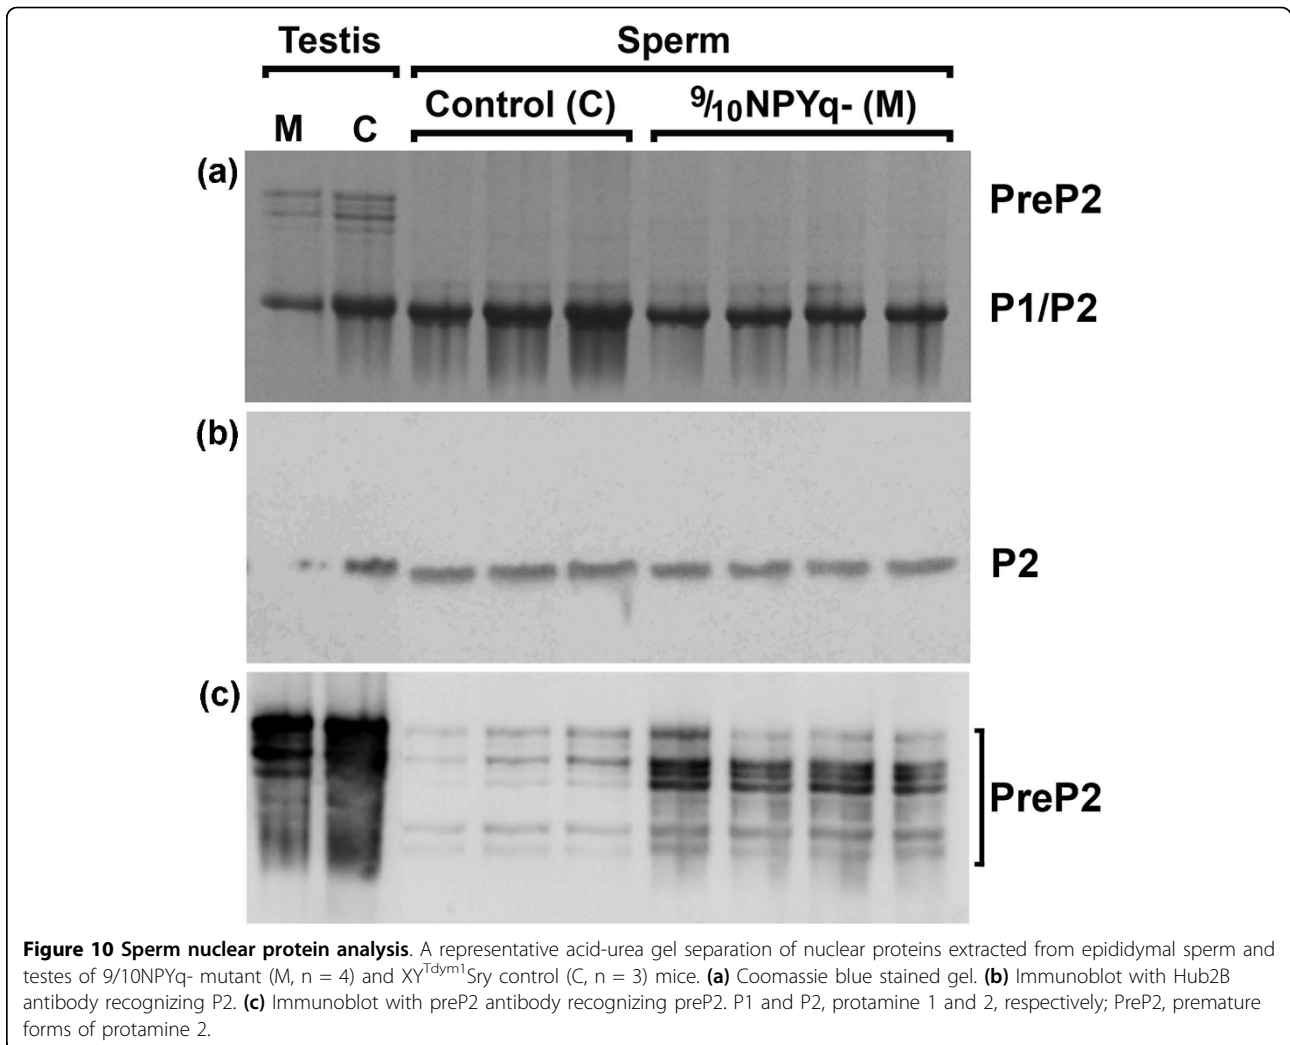 Testis Sperm
Control (C) 9/10NPYq- (M)
M C
(a)
PreP2
P1/P2
(b)
P2
(c)
PreP2
Figure 10 Sperm nuclear protein analysis. A representative acid-urea gel separation of nuclear proteins extracted from epididymal sperm and
testes of 9/10NPYq- mutant (M, n = 4) and XYTdym1Sry control (C, n = 3) mice. (a) Coomassie blue stained gel. (b) Immunoblot with Hub2B
antibody recognizing P2. (c) Immunoblot with preP2 antibody recognizing preP2. P1 and P2, protamine 1 and 2, respectively; PreP2, premature
forms of protamine 2.